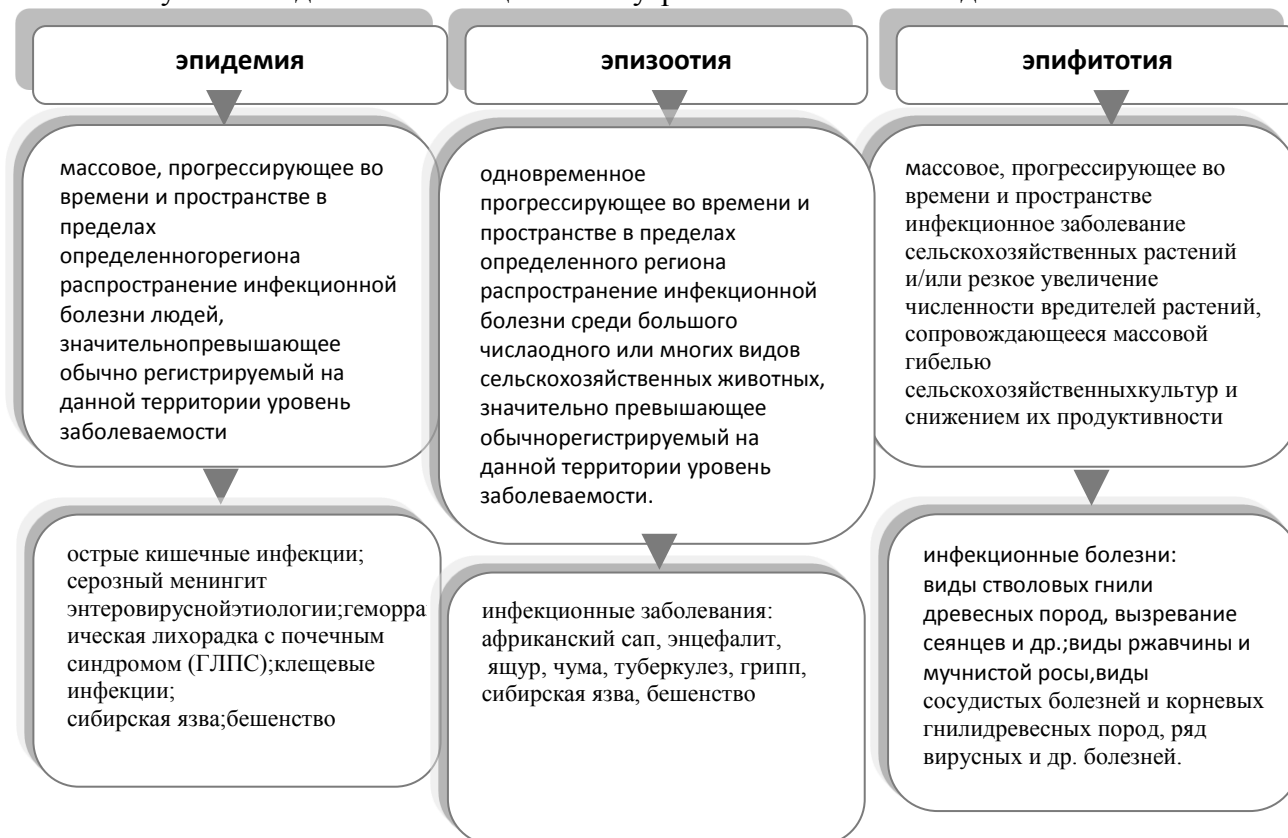 эпидемия
массовое, прогрессирующее во
времени и пространстве в
пределах
определенногорегиона
распространение инфекционной
болезни людей,
значительнопревышающее
обычно регистрируемый на
данной территории уровень
заболеваемости
острые кишечные инфекции;
серозный менингит
энтеровируснойэтиологии;геморра
ическая лихорадка с почечным
синдромом (ГЛПС);клещевые
инфекции;
сибирская язва;бешенство
эпизоотия
одновременное
прогрессирующее во времени и
пространстве в пределах
определенного региона
распространение инфекционной
болезни среди большого
числаодного или многих видов
сельскохозяйственных животных,
значительно превышающее
обычнорегистрируемый на
данной территории уровень
заболеваемости.
инфекционные заболевания:
африканский сап, энцефалит,
ящур, чума, туберкулез, грипп,
сибирская язва, бешенство
эпифитотия
массовое, прогрессирующее во
времени и пространстве
инфекционное заболевание
сельскохозяйственных растений
и/или резкое увеличение
численности вредителей растений,
сопровождающееся массовой
гибелью
сельскохозяйственныхкультур и
снижением их продуктивности
инфекционные болезни:
виды стволовых гнили
древесных пород, вызревание
сеянцев и др.;виды ржавчины и
мучнистой росы,виды
сосудистых болезней и корневых
гнилидревесных пород, ряд
вирусных и др. болезней.